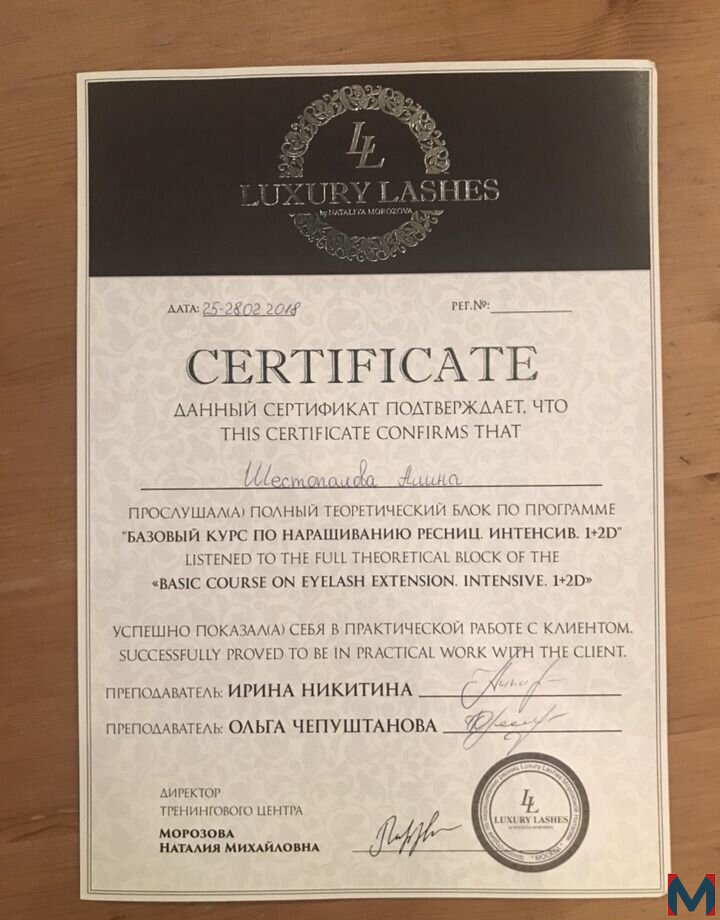 LL
LUXURY LASHES
by NATALIYA MOROZOVA
ДАТА: 25-28.02.2018
РЕГ.№:
CERTIFICATE
ДАННЫЙ СЕРТИФИКАТ ПОДТВЕРЖДАЕТ, ЧТО
THIS CERTIFICATE CONFIRMS THAT
Шестопалова Алина
ПРОСЛУШАЛ(А) ПОЛНЫЙ ТЕОРЕТИЧЕСКИЙ БЛОК ПО ПРОГРАММЕ
"БАЗОВЫЙ КУРС ПО НАРАЩИВАНИЮ РЕСНИЦ. ИНТЕНСИВ. 1+2D"
LISTENED TO THE FULL THEORETICAL BLOCK OF THE
«BASIC COURSE ON EYELASH EXTENSION. INTENSIVE. 1+2D»
УСПЕШНО ПОКАЗАЛ(А) СЕБЯ В ПРАКТИЧЕСКОЙ РАБОТЕ С КЛИЕНТОМ.
SUCCESSFULLY PROVED TO BE IN PRACTICAL WORK WITH THE CLIENT.
ПРЕПОДАВАТЕЛЬ: ИРИНА НИКИТИНА
ПРЕПОДАВАТЕЛЬ: ОЛЬГА ЧЕПУШТАНОВА
ДИРЕКТОР
ТРЕНИНГОВОГО ЦЕНТРА
МОРОЗОВА
НАТАЛИЯ МИХАЙЛОВНА
LL
LUXURY LASHES
by NATALIYA MOROZOVA
МОСКВА
M